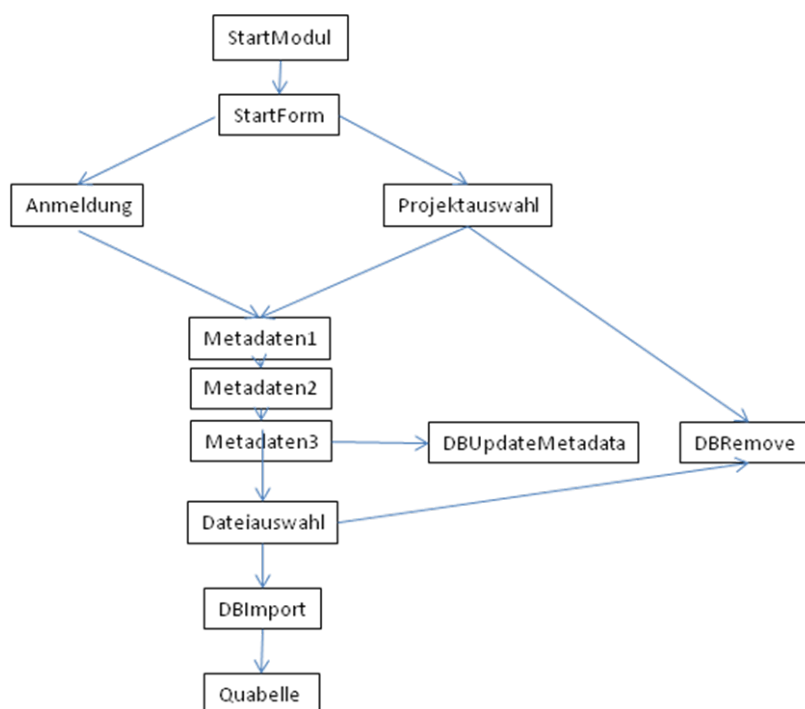 StartModul
StartForm
Anmeldung
Projektauswahl
Metadaten1
Metadaten2
Metadaten3
DBUpdateMetadata
DBRemove
Dateiauswahl
DBImport
Quabelle